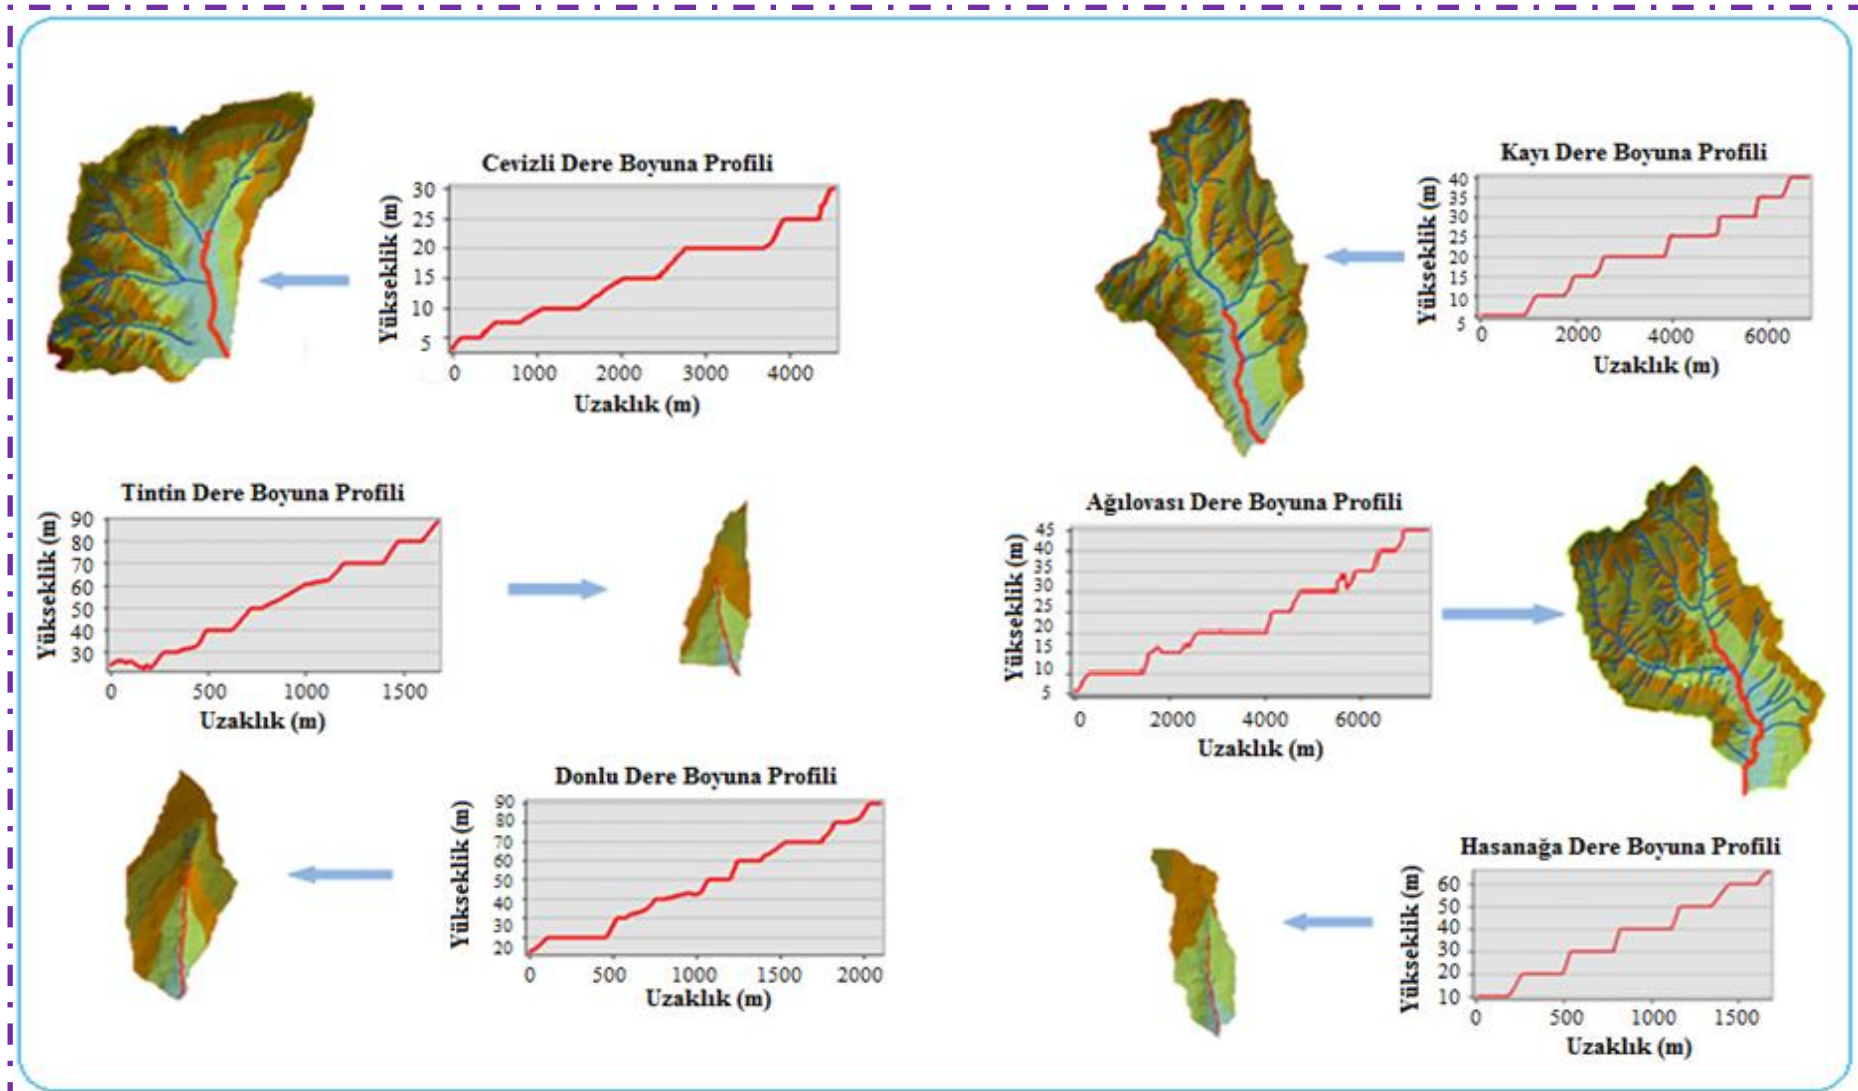 Cevizli Dere Boyuna Profili
Yükseklik (m)
30
25
20
15
10
5
0 1000 2000 3000 4000
Uzaklık (m)
Kayı Dere Boyuna Profili
Yükseklik (m)
40
35
30
25
20
15
10
5
0 2000 4000 6000
Uzaklık (m)
Tintin Dere Boyuna Profili
Yükseklik (m)
90
80
70
60
50
40
30
0 500 1000 1500
Uzaklık (m)
Ağılovası Dere Boyuna Profili
Yükseklik (m)
45
40
35
30
25
20
15
10
5
0 2000 4000 6000
Uzaklık (m)
Donlu Dere Boyuna Profili
Yükseklik (m)
90
80
70
60
50
40
30
20
0 500 1000 1500 2000
Uzaklık (m)
Hasanağa Dere Boyuna Profili
Yükseklik (m)
60
50
40
30
20
10
0 500 1000 1500
Uzaklık (m)